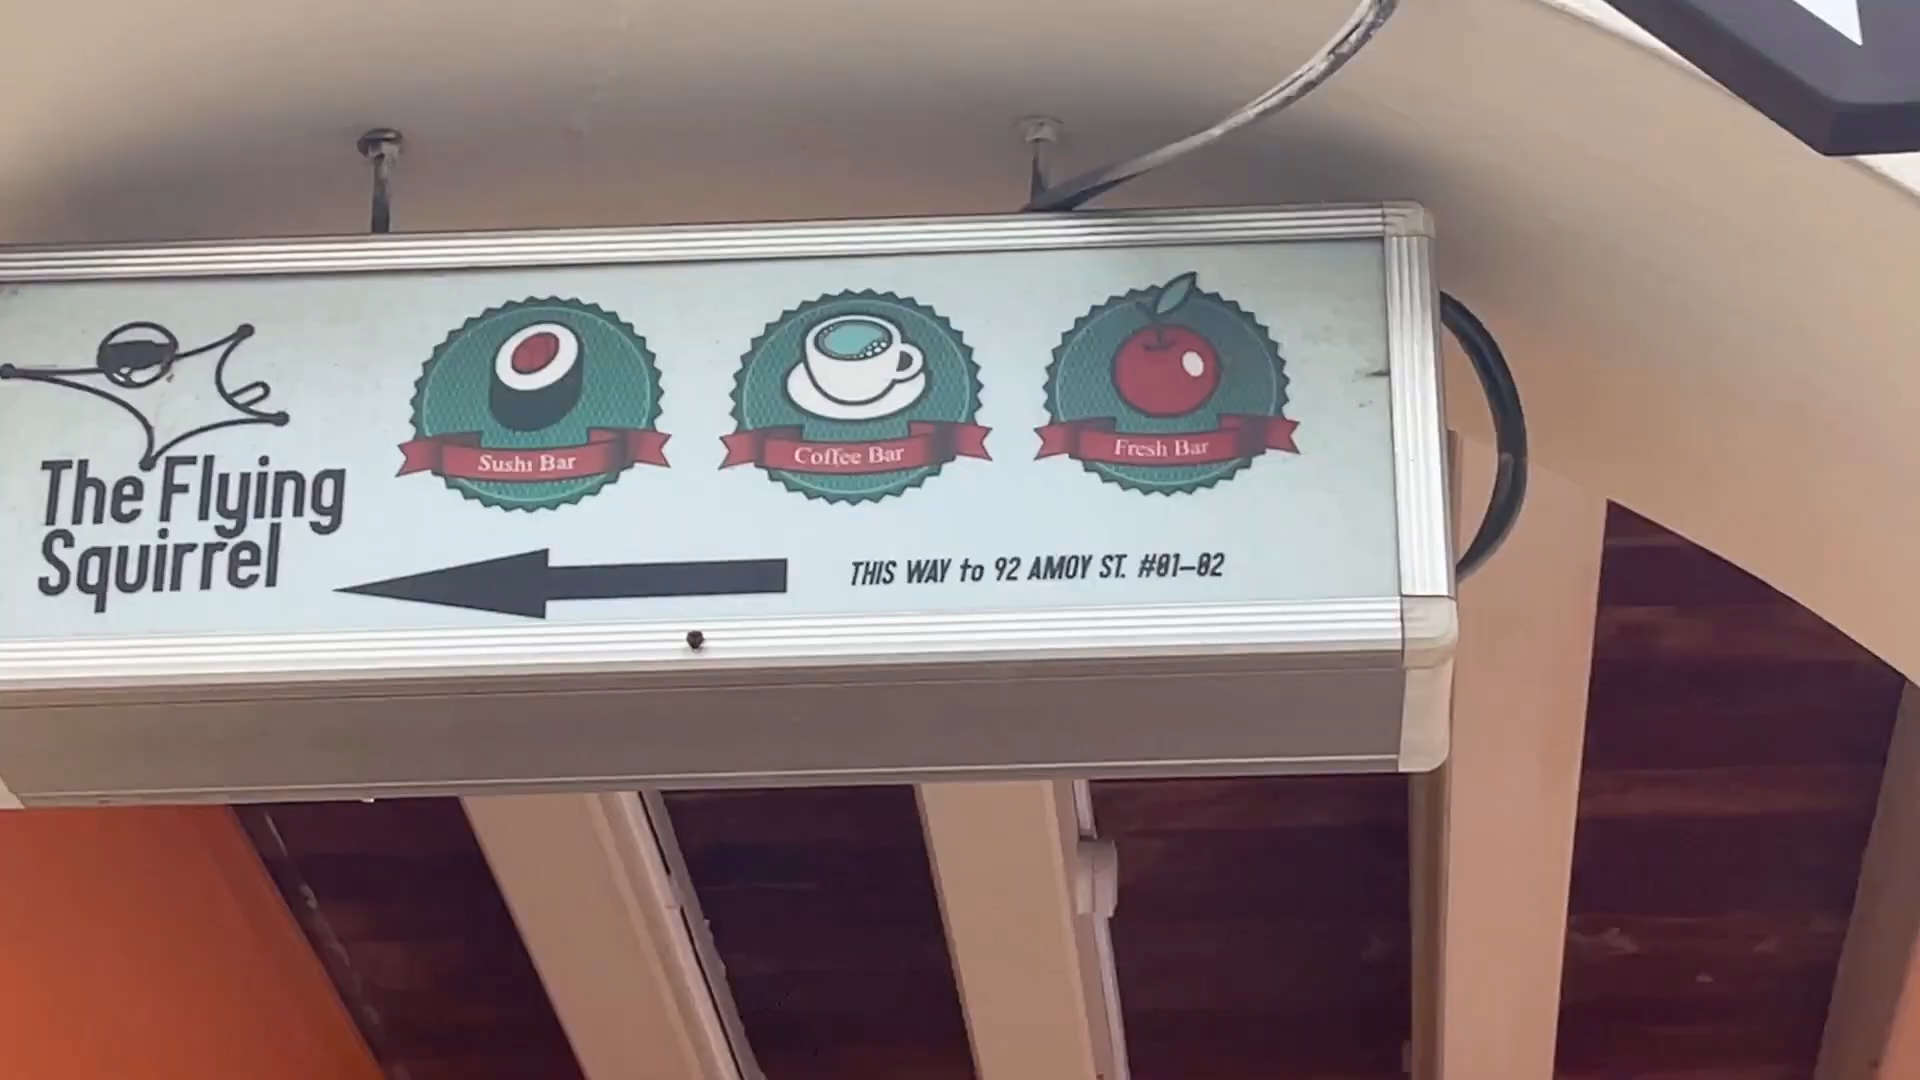 The Flying
Squirrel
Sushi Bar
Coffee Bar
Fresh Bar
THIS WAY to 92 AMOY ST. #01-02